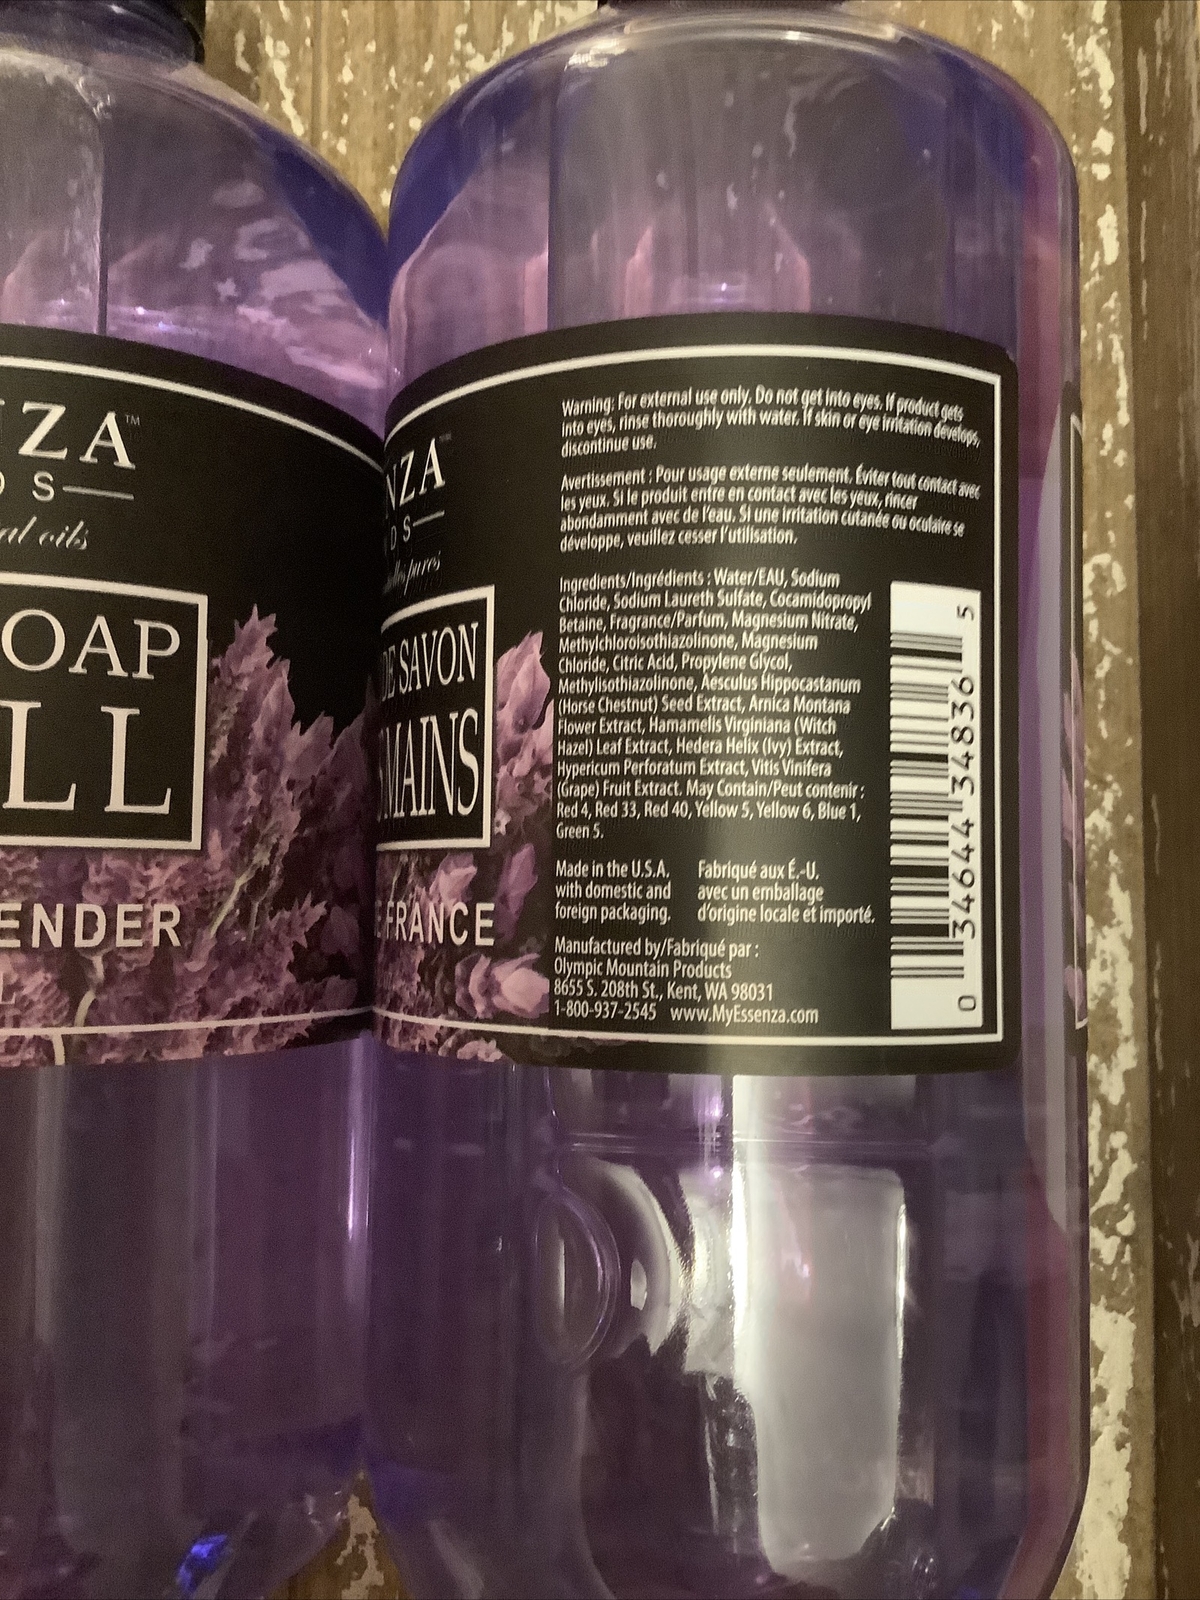 NZA™
DS
al oils
OAP
LL
ENDER
L
NZA
DS
elles pures
DE SAVON
MAINS
FRANCE
Warning: For external use only. Do not get into eyes. If product gets
into eyes, rinse thoroughly with water. If skin or eye irritation develops,
discontinue use.
Avertissement : Pour usage externe seulement. Éviter tout contact avec
les yeux. Si le produit entre en contact avec les yeux, rincer
abondamment avec de l'eau. Si une irritation cutanée ou oculaire se
développe, veuillez cesser l'utilisation.
Ingredients/Ingrédients : Water/EAU, Sodium
Chloride, Sodium Laureth Sulfate, Cocamidopropyl
Betaine, Fragrance/Parfum, Magnesium Nitrate,
Methylchloroisothiazolinone, Magnesium
Chloride, Citric Acid, Propylene Glycol,
Methylisothiazolinone, Aesculus Hippocastanum
(Horse Chestnut) Seed Extract, Arnica Montana
Flower Extract, Hamamelis Virginiana (Witch
Hazel) Leaf Extract, Hedera Helix (Ivy) Extract,
Hypericum Perforatum Extract, Vitis Vinifera
(Grape) Fruit Extract. May Contain/Peut contenir :
Red 4, Red 33, Red 40, Yellow 5, Yellow 6, Blue 1,
Green 5.
Made in the U.S.A.
with domestic and
foreign packaging.
Fabriqué aux É.-U.
avec un emballage
d'origine locale et importé.
Manufactured by/Fabriqué par :
Olympic Mountain Products
8655 S. 208th St., Kent, WA 98031
1-800-937-2545 www.MyEssenza.com
0 34644 34836 5